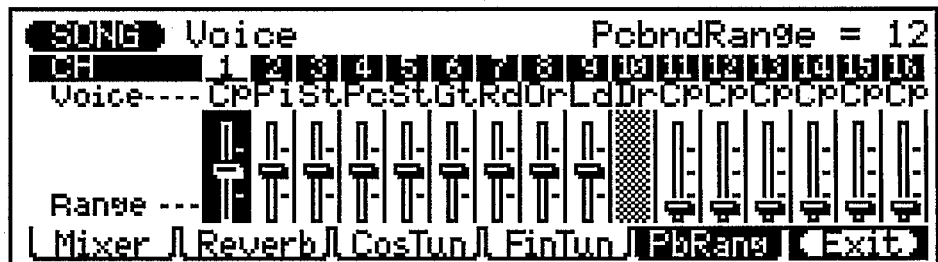 SONG Voice PcbndRange = 12
CH 1 2 3 4 5 6 7 8 9 10 11 12 13 14 15 16
Voice---- CP Pi St Pc St Gt Rd Or Ld Dr CP CP CP CP CP CP
Range ---
Mixer Reverb CosTun FinTun PbRang Exit